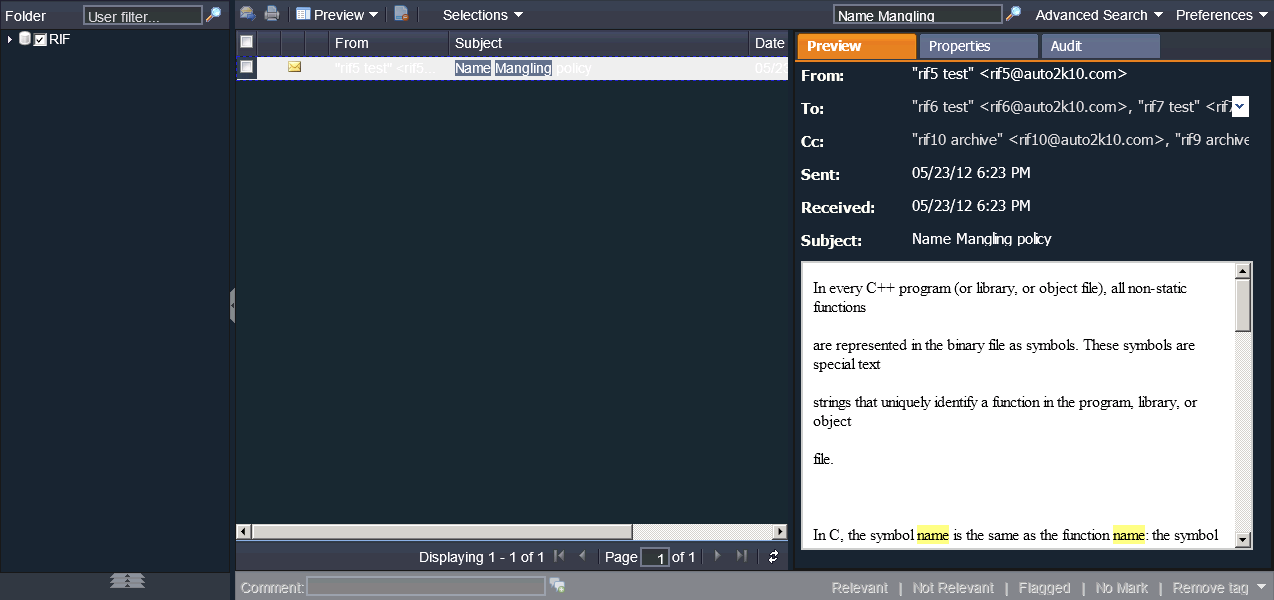 Folder User filter... Preview Selections Name Mangling Advanced Search Preferences
RIF
From Subject Date
"rif5 test" <rif5... Name Mangling policy 05/23
Preview Properties Audit
From: "rif5 test" <rif5@auto2k10.com>
To: "rif6 test" <rif6@auto2k10.com>, "rif7 test" <rif7
Cc: "rif10 archive" <rif10@auto2k10.com>, "rif9 archive
Sent: 05/23/12 6:23 PM
Received: 05/23/12 6:23 PM
Subject: Name Mangling policy
In every C++ program (or library, or object file), all non-static
functions
are represented in the binary file as symbols. These symbols are
special text
strings that uniquely identify a function in the program, library, or
object
file.
In C, the symbol name is the same as the function name: the symbol
Displaying 1 - 1 of 1 Page 1 of 1
Comment: Relevant | Not Relevant | Flagged | No Mark | Remove tag